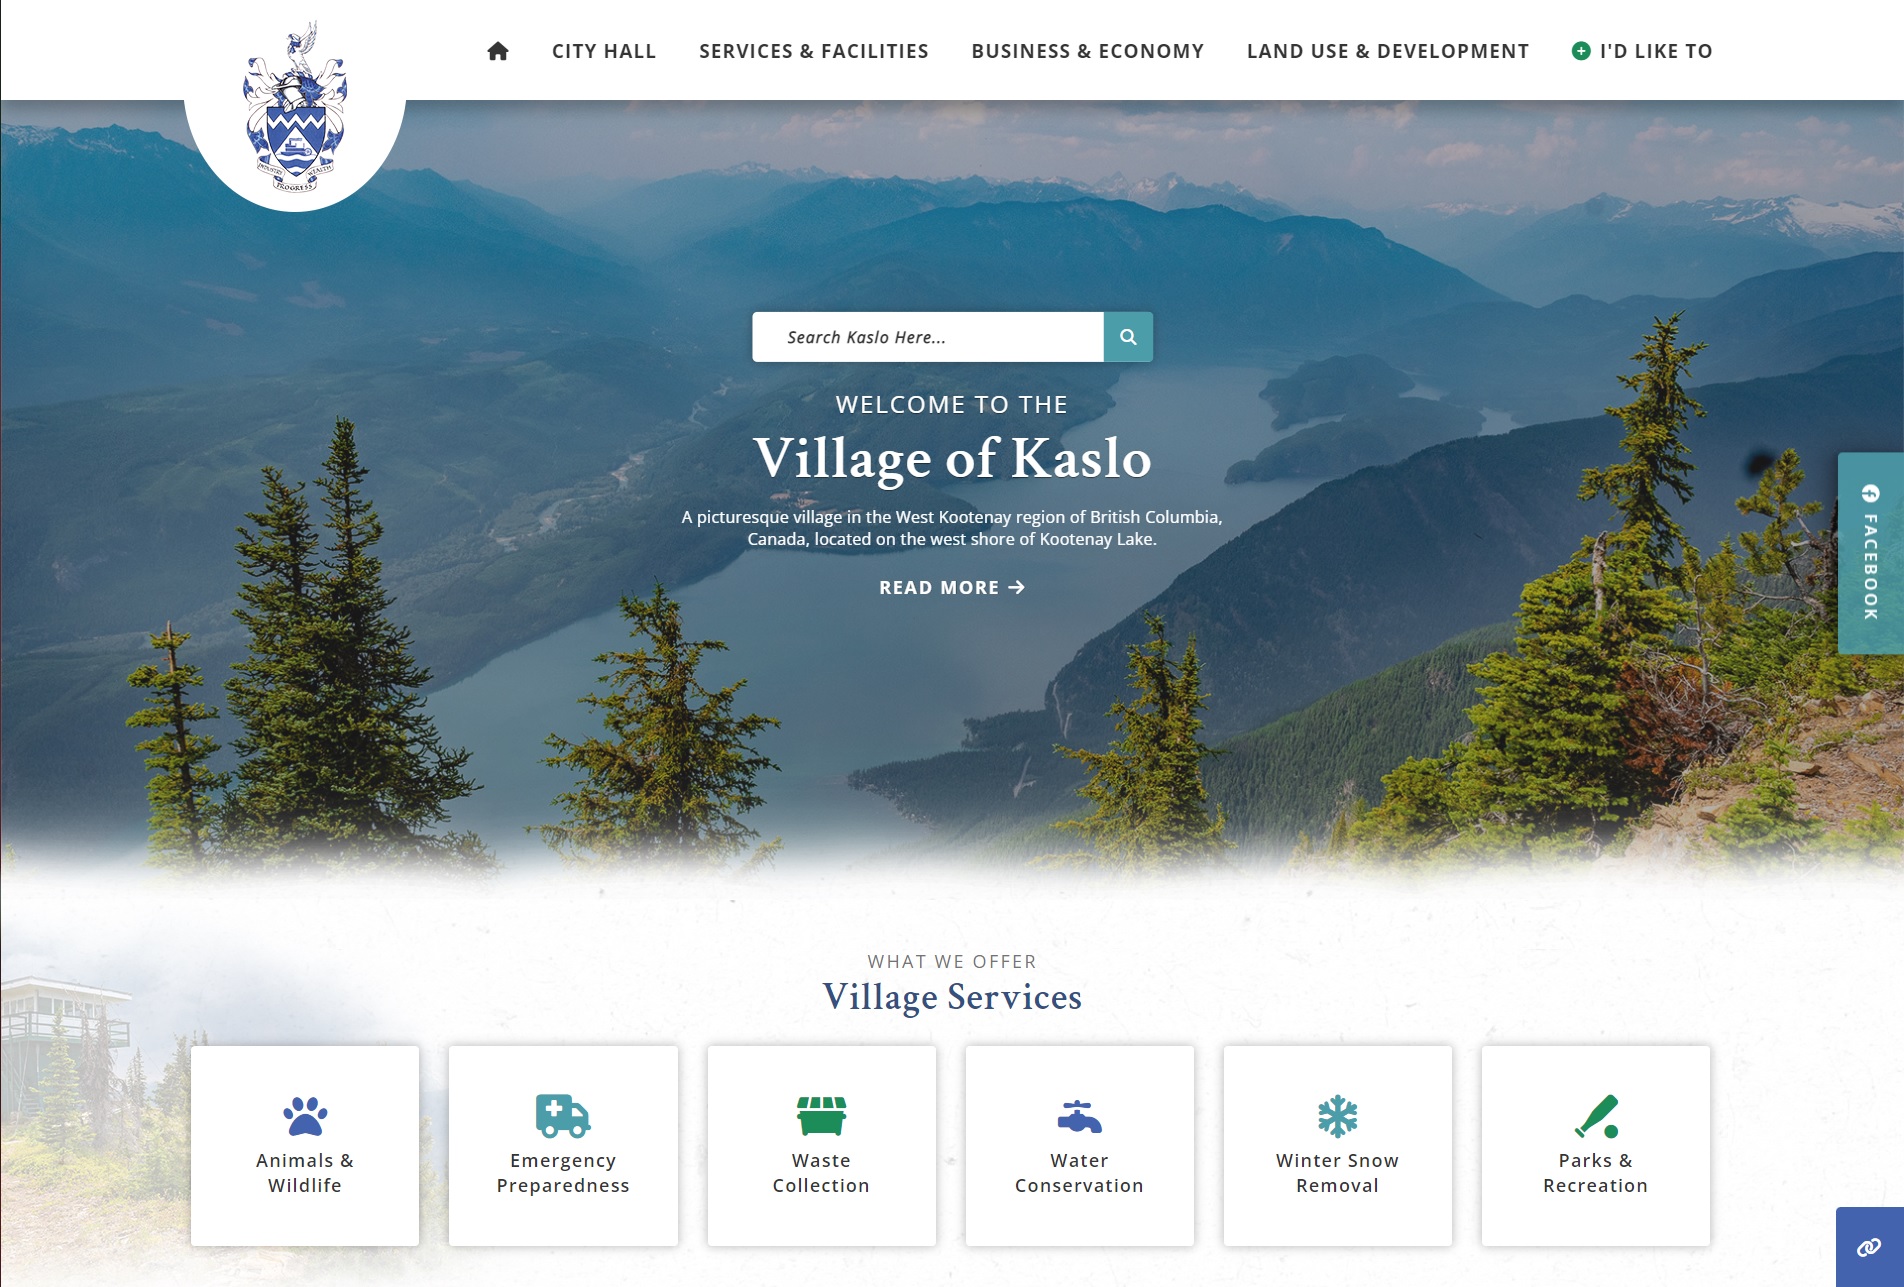 INDUSTRY
WEALTH
PROGRESS
CITY HALL
SERVICES & FACILITIES
BUSINESS & ECONOMY
LAND USE & DEVELOPMENT
I'D LIKE TO
Search Kaslo Here...
WELCOME TO THE
Village of Kaslo
A picturesque village in the West Kootenay region of British Columbia,
Canada, located on the west shore of Kootenay Lake.
READ MORE
FACEBOOK
WHAT WE OFFER
Village Services
Animals &
Wildlife
Emergency
Preparedness
Waste
Collection
Water
Conservation
Winter Snow
Removal
Parks &
Recreation